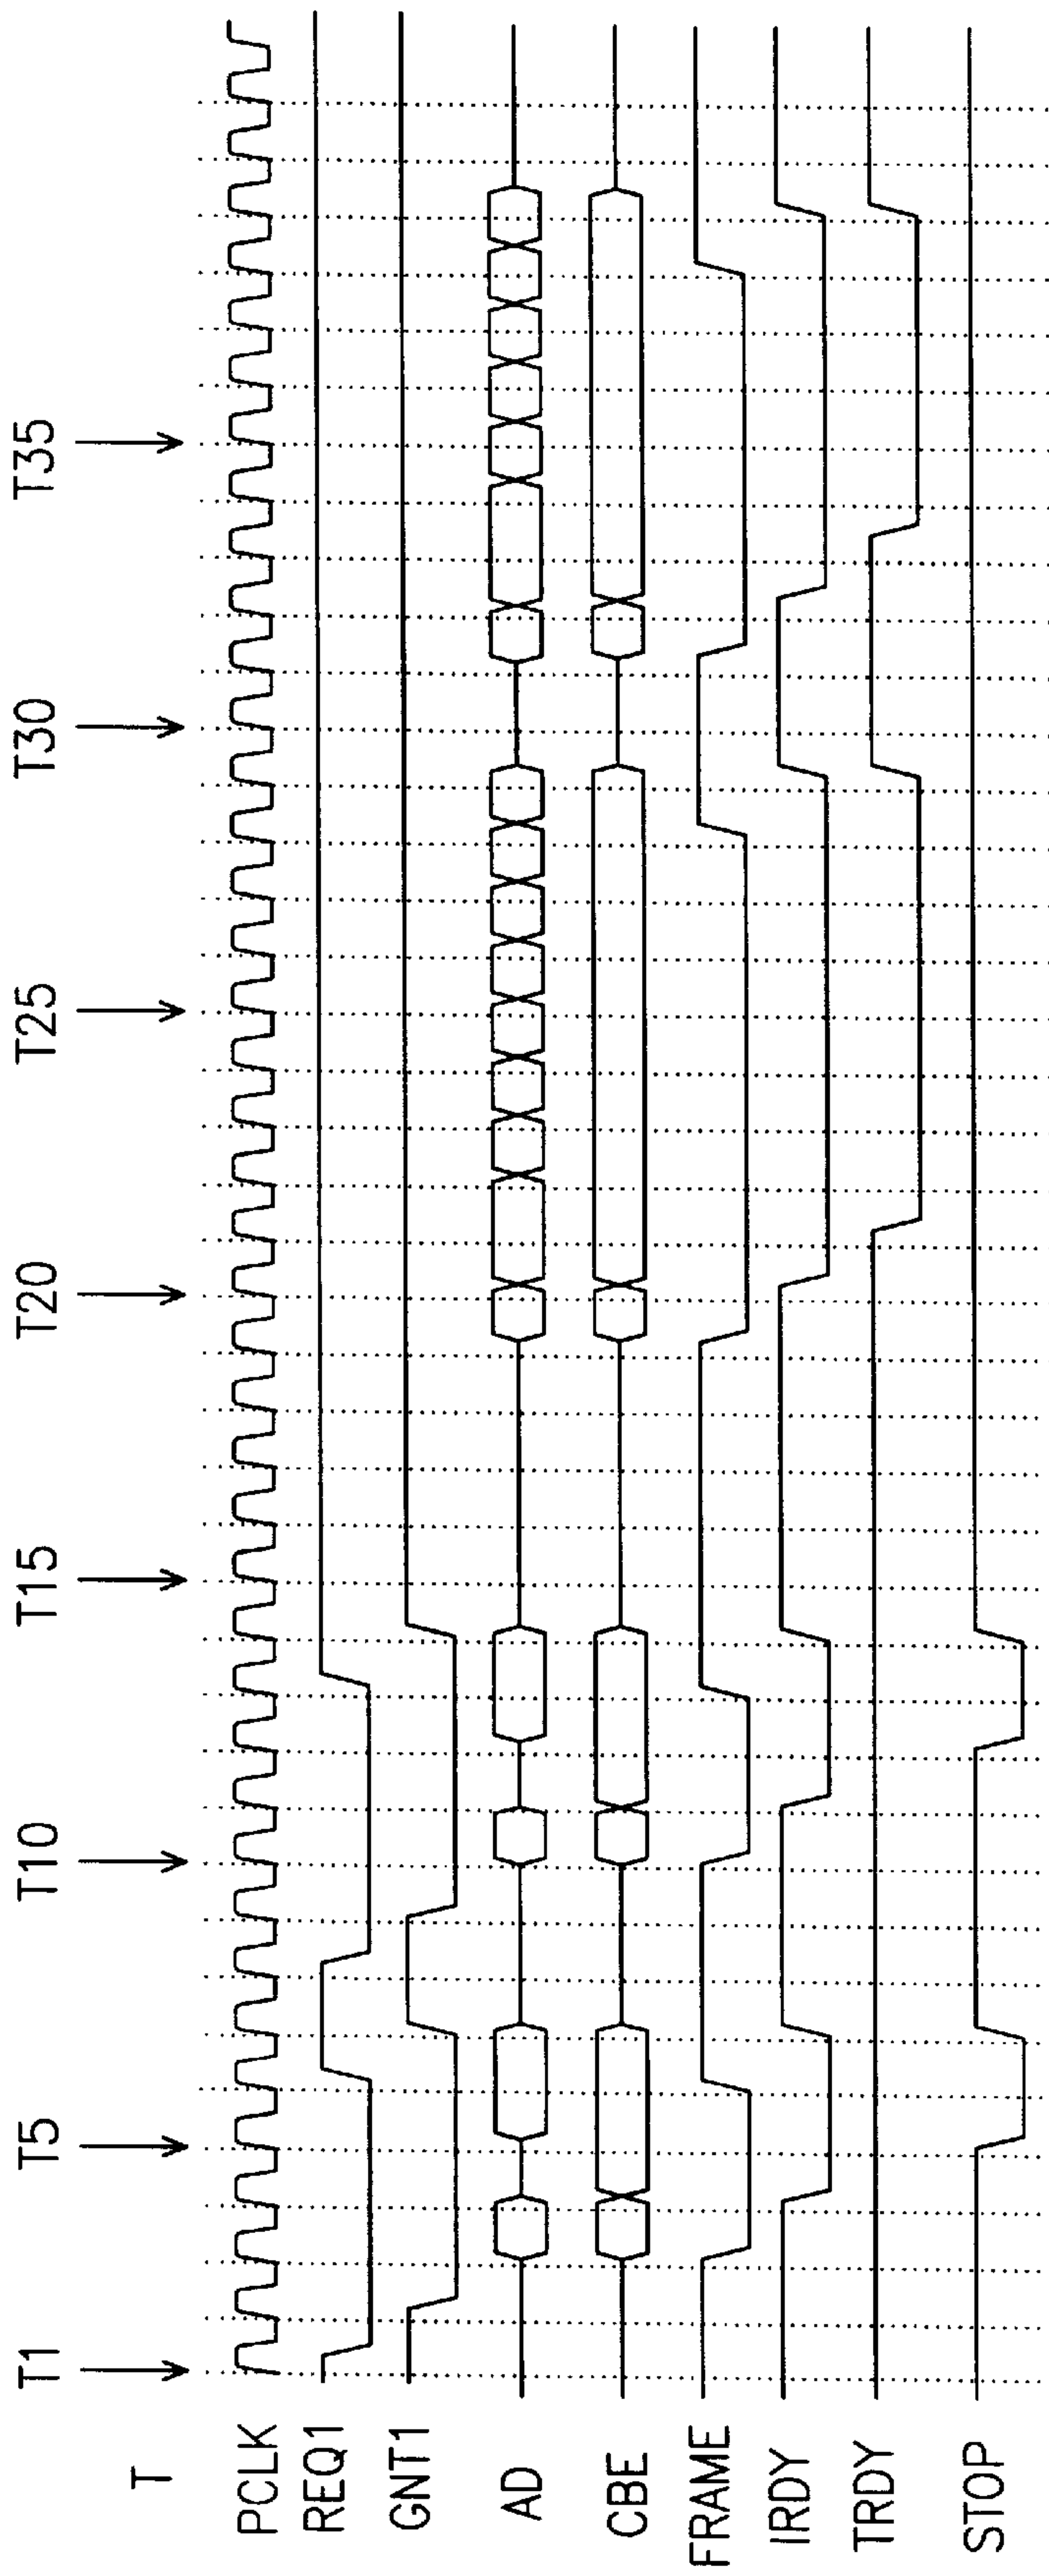 T
T1
T5
T10
T15
T20
T25
T30
T35
PCLK
REQ1
GNT1
AD
CBE
FRAME
IRDY
TRDY
STOP